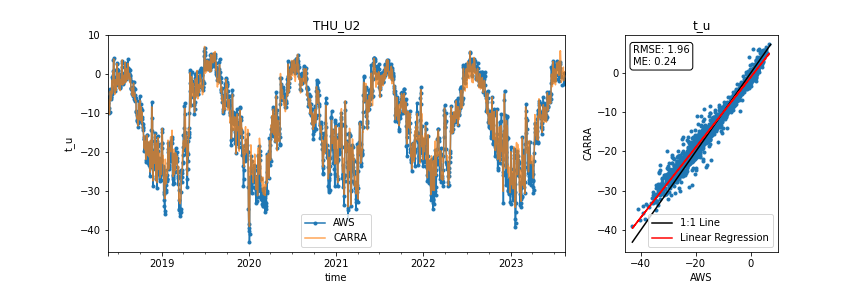 THU_U2
t_u
10
0
−10
−20
−30
−40
t_u
2019
2020
2021
2022
2023
time
AWS
CARRA
RMSE: 1.96
ME: 0.24
0
−10
−20
−30
−40
CARRA
−40
−20
0
AWS
1:1 Line
Linear Regression